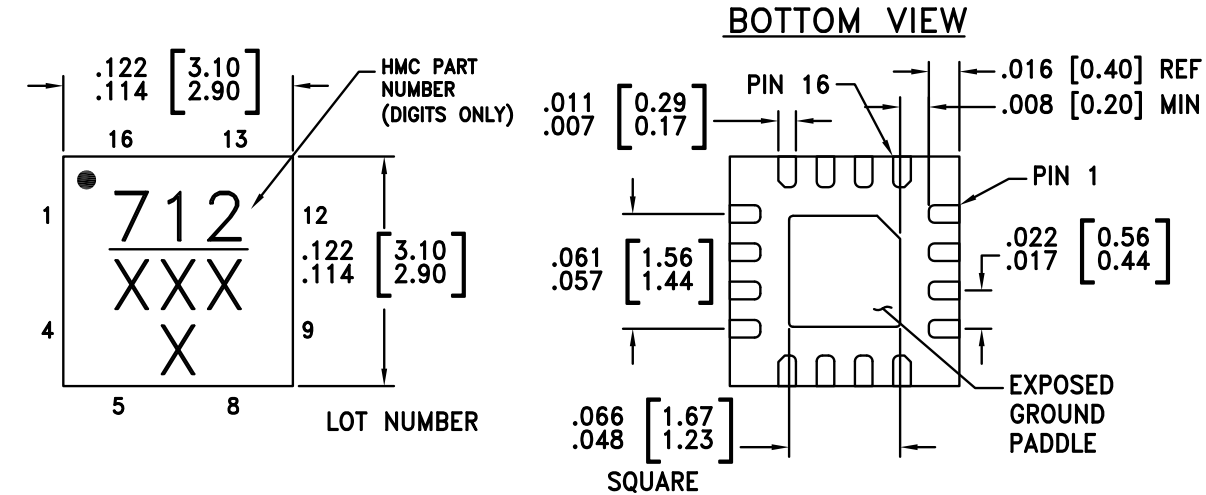 BOTTOM VIEW
.122 [3.10]
.114 [2.90]
HMC PART
NUMBER
(DIGITS ONLY)
16
13
1
12
4
9
5
8
712
XXX
X
.122 [3.10]
.114 [2.90]
LOT NUMBER
PIN 16
.016 [0.40] REF
.008 [0.20] MIN
.011 [0.29]
.007 [0.17]
PIN 1
.061 [1.56]
.057 [1.44]
.022 [0.56]
.017 [0.44]
.066 [1.67]
.048 [1.23]
SQUARE
EXPOSED
GROUND
PADDLE